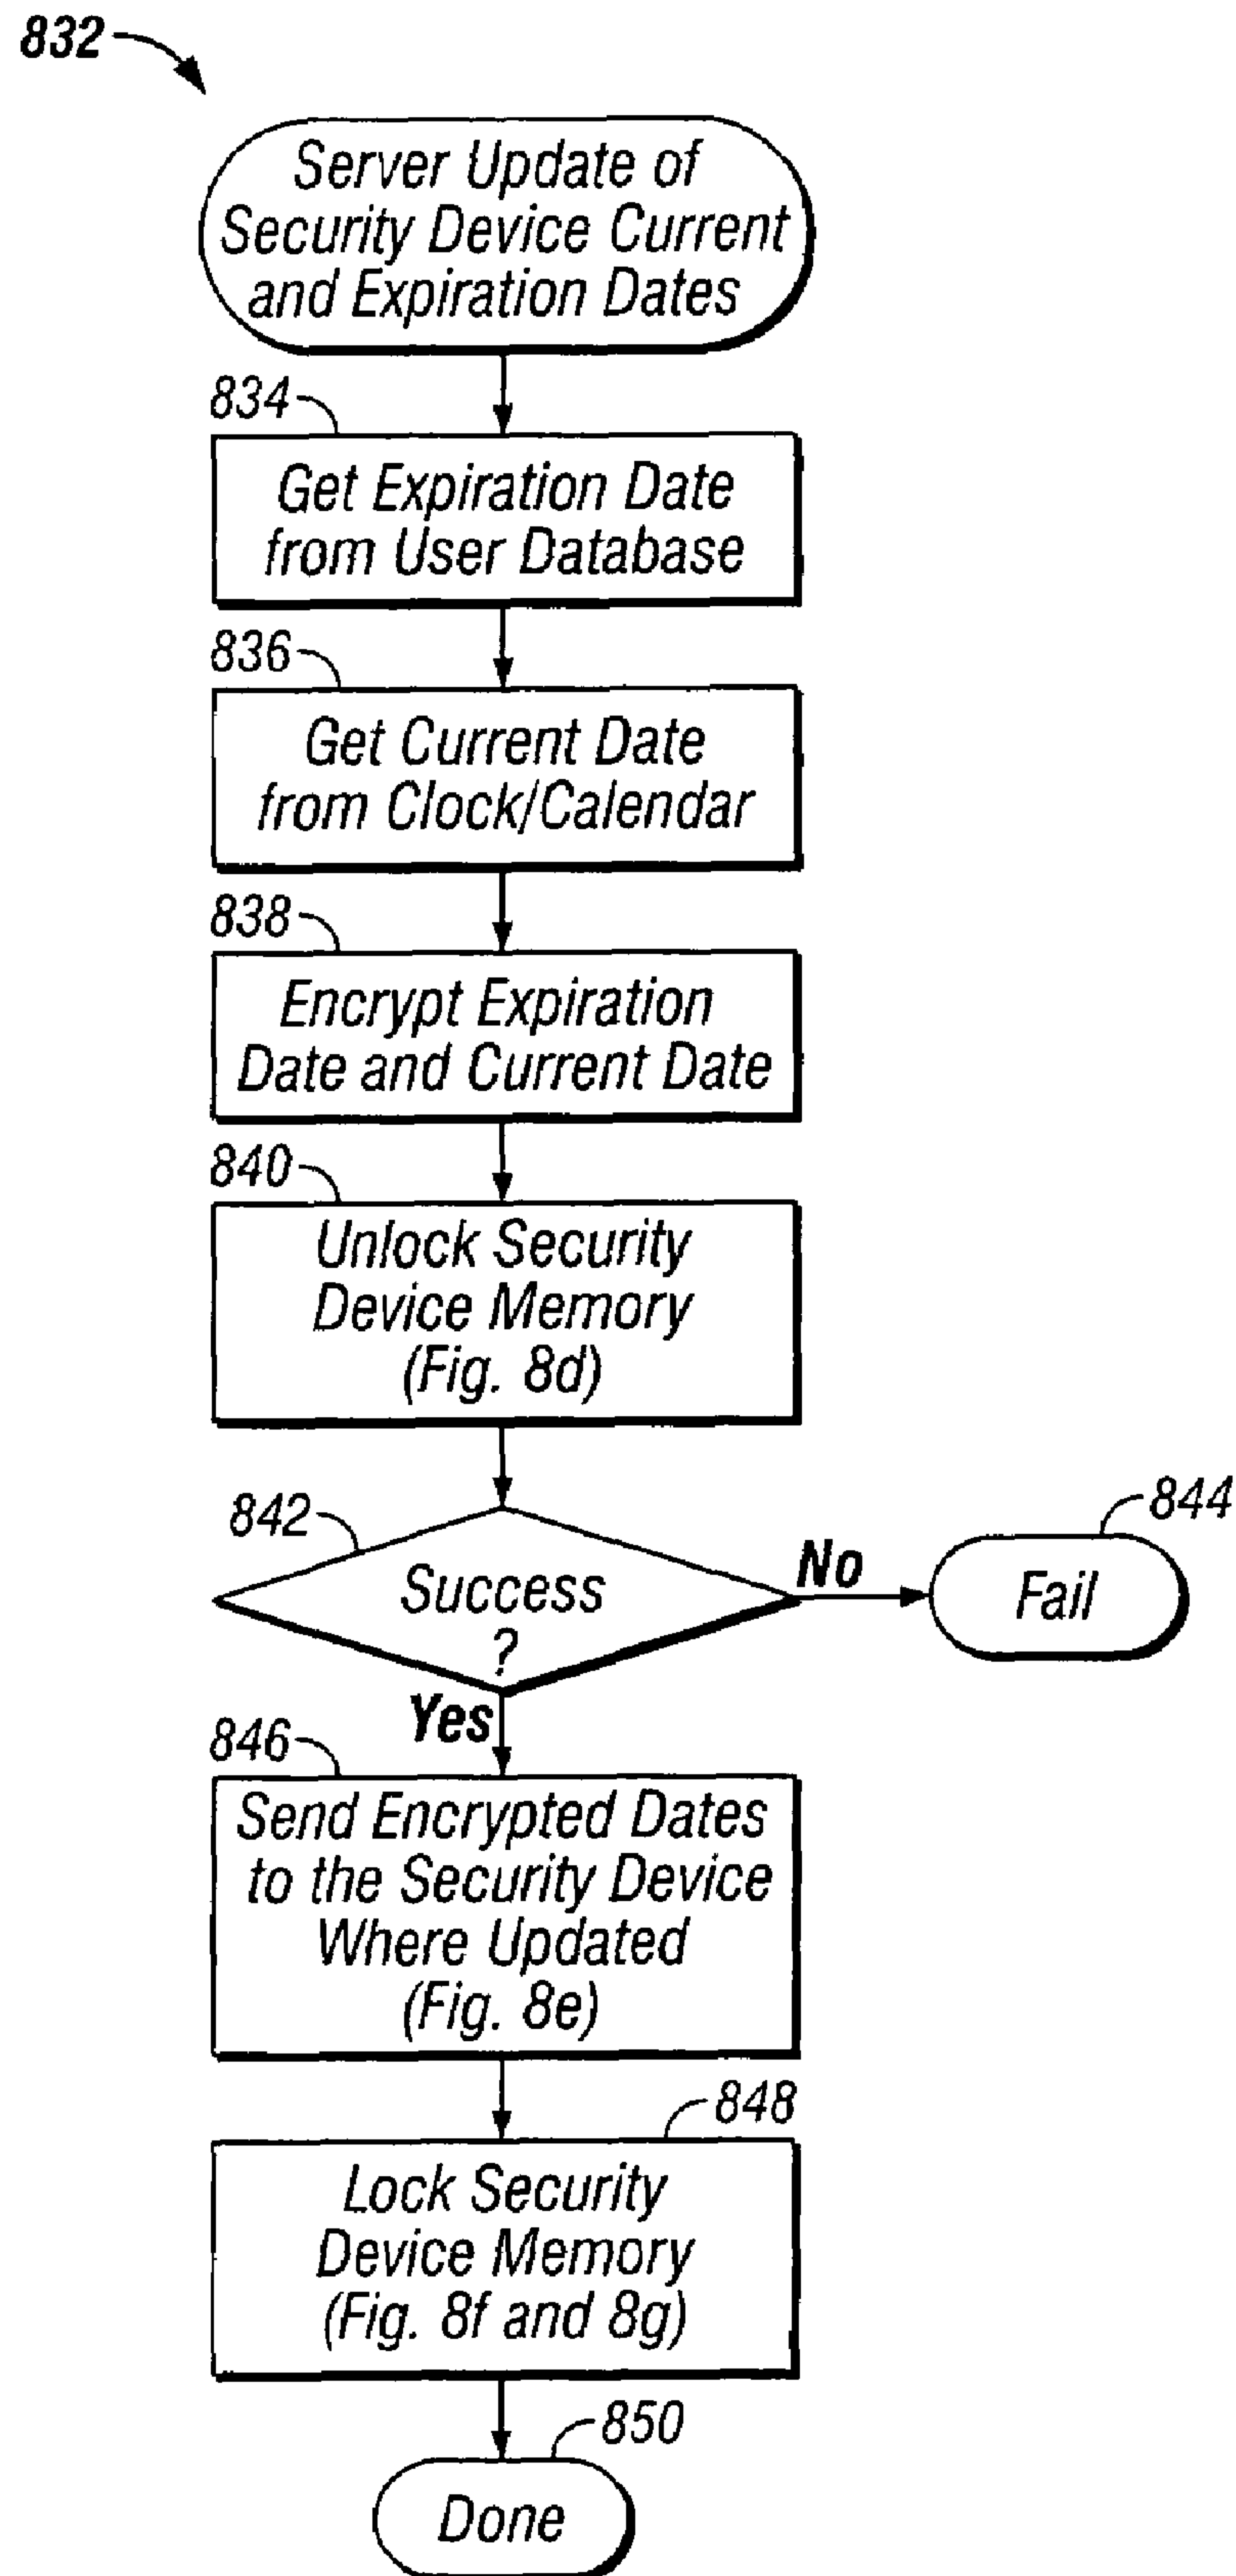 832
Server Update of
Security Device Current
and Expiration Dates
834
Get Expiration Date
from User Database
836
Get Current Date
from Clock/Calendar
838
Encrypt Expiration
Date and Current Date
840
Unlock Security
Device Memory
(Fig. 8d)
842
Success
?
No
844
Fail
Yes
846
Send Encrypted Dates
to the Security Device
Where Updated
(Fig. 8e)
848
Lock Security
Device Memory
(Fig. 8f and 8g)
850
Done